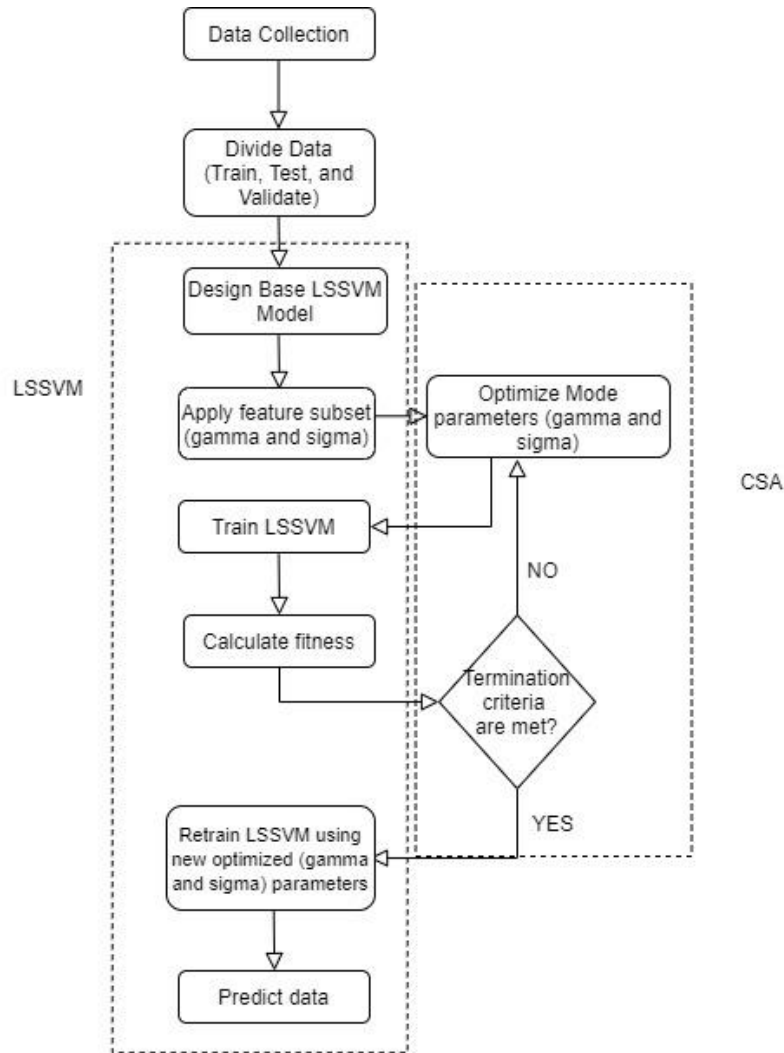 Data Collection
Divide Data
(Train, Test, and
Validate)
Design Base LSSVM
Model
LSSVM
Apply feature subset
(gamma and sigma)
Optimize Mode
parameters (gamma and
sigma)
CSA
Train LSSVM
NO
Calculate fitness
Termination
criteria
are met?
YES
Retrain LSSVM using
new optimized (gamma
and sigma) parameters
Predict data